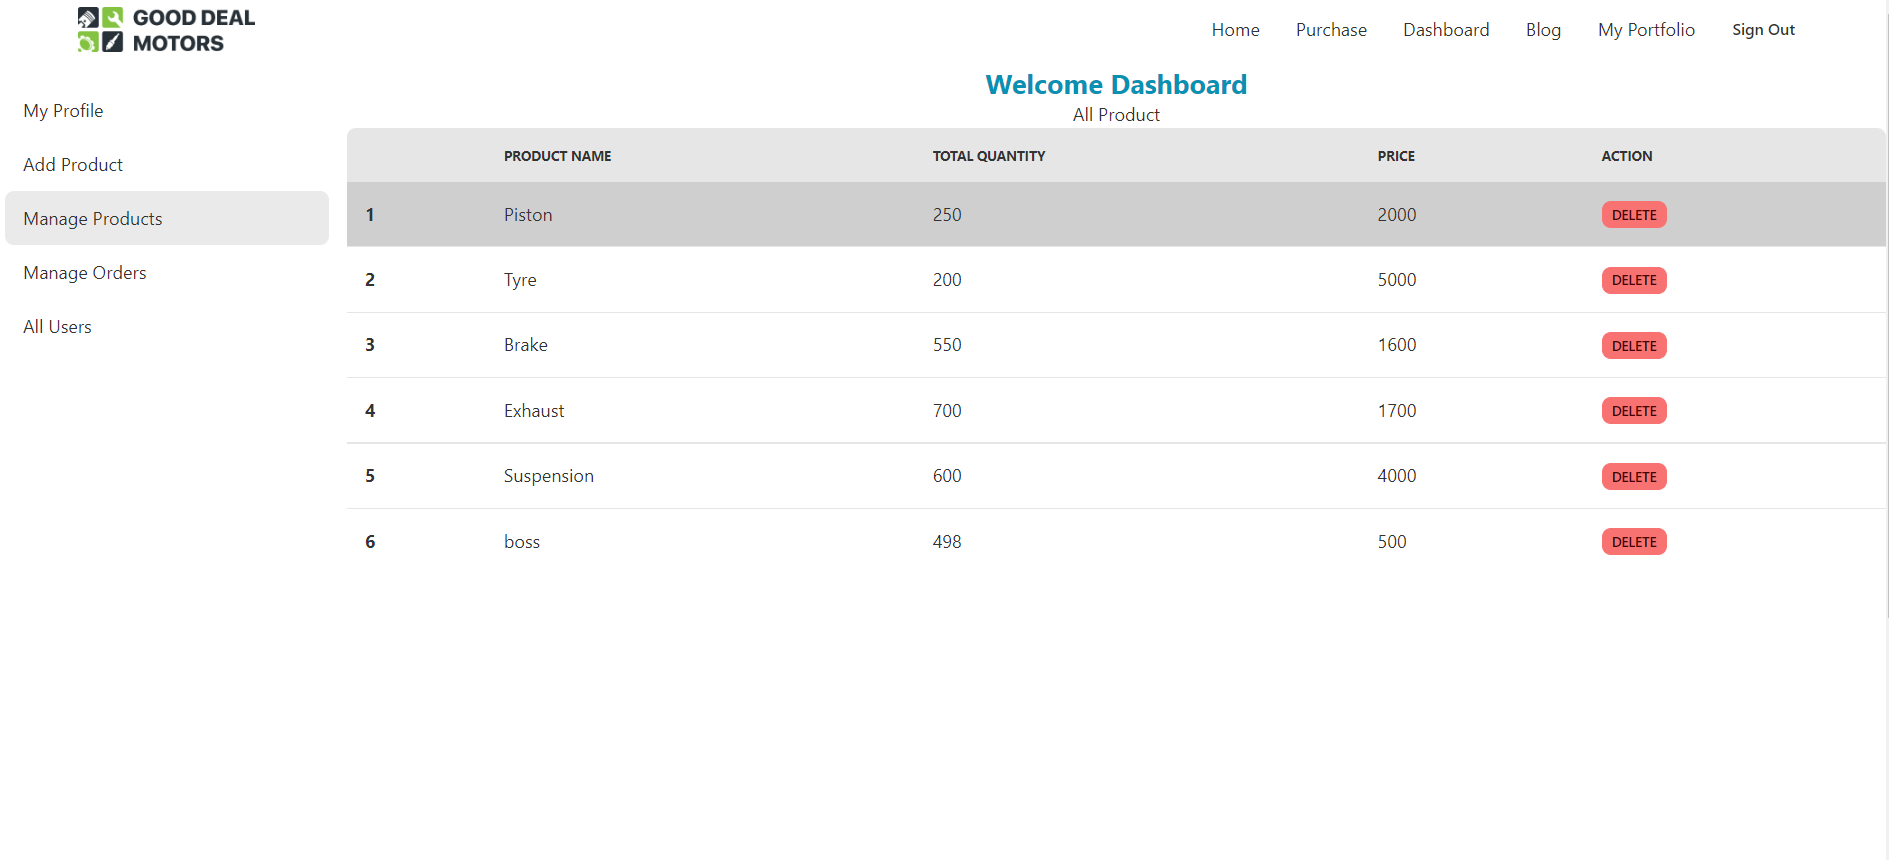 GOOD DEAL
MOTORS
Home Purchase Dashboard Blog My Portfolio Sign Out
My Profile
Add Product
Manage Products
Manage Orders
All Users
Welcome Dashboard
All Product
PRODUCT NAME TOTAL QUANTITY PRICE ACTION
1 Piston 250 2000 DELETE
2 Tyre 200 5000 DELETE
3 Brake 550 1600 DELETE
4 Exhaust 700 1700 DELETE
5 Suspension 600 4000 DELETE
6 boss 498 500 DELETE